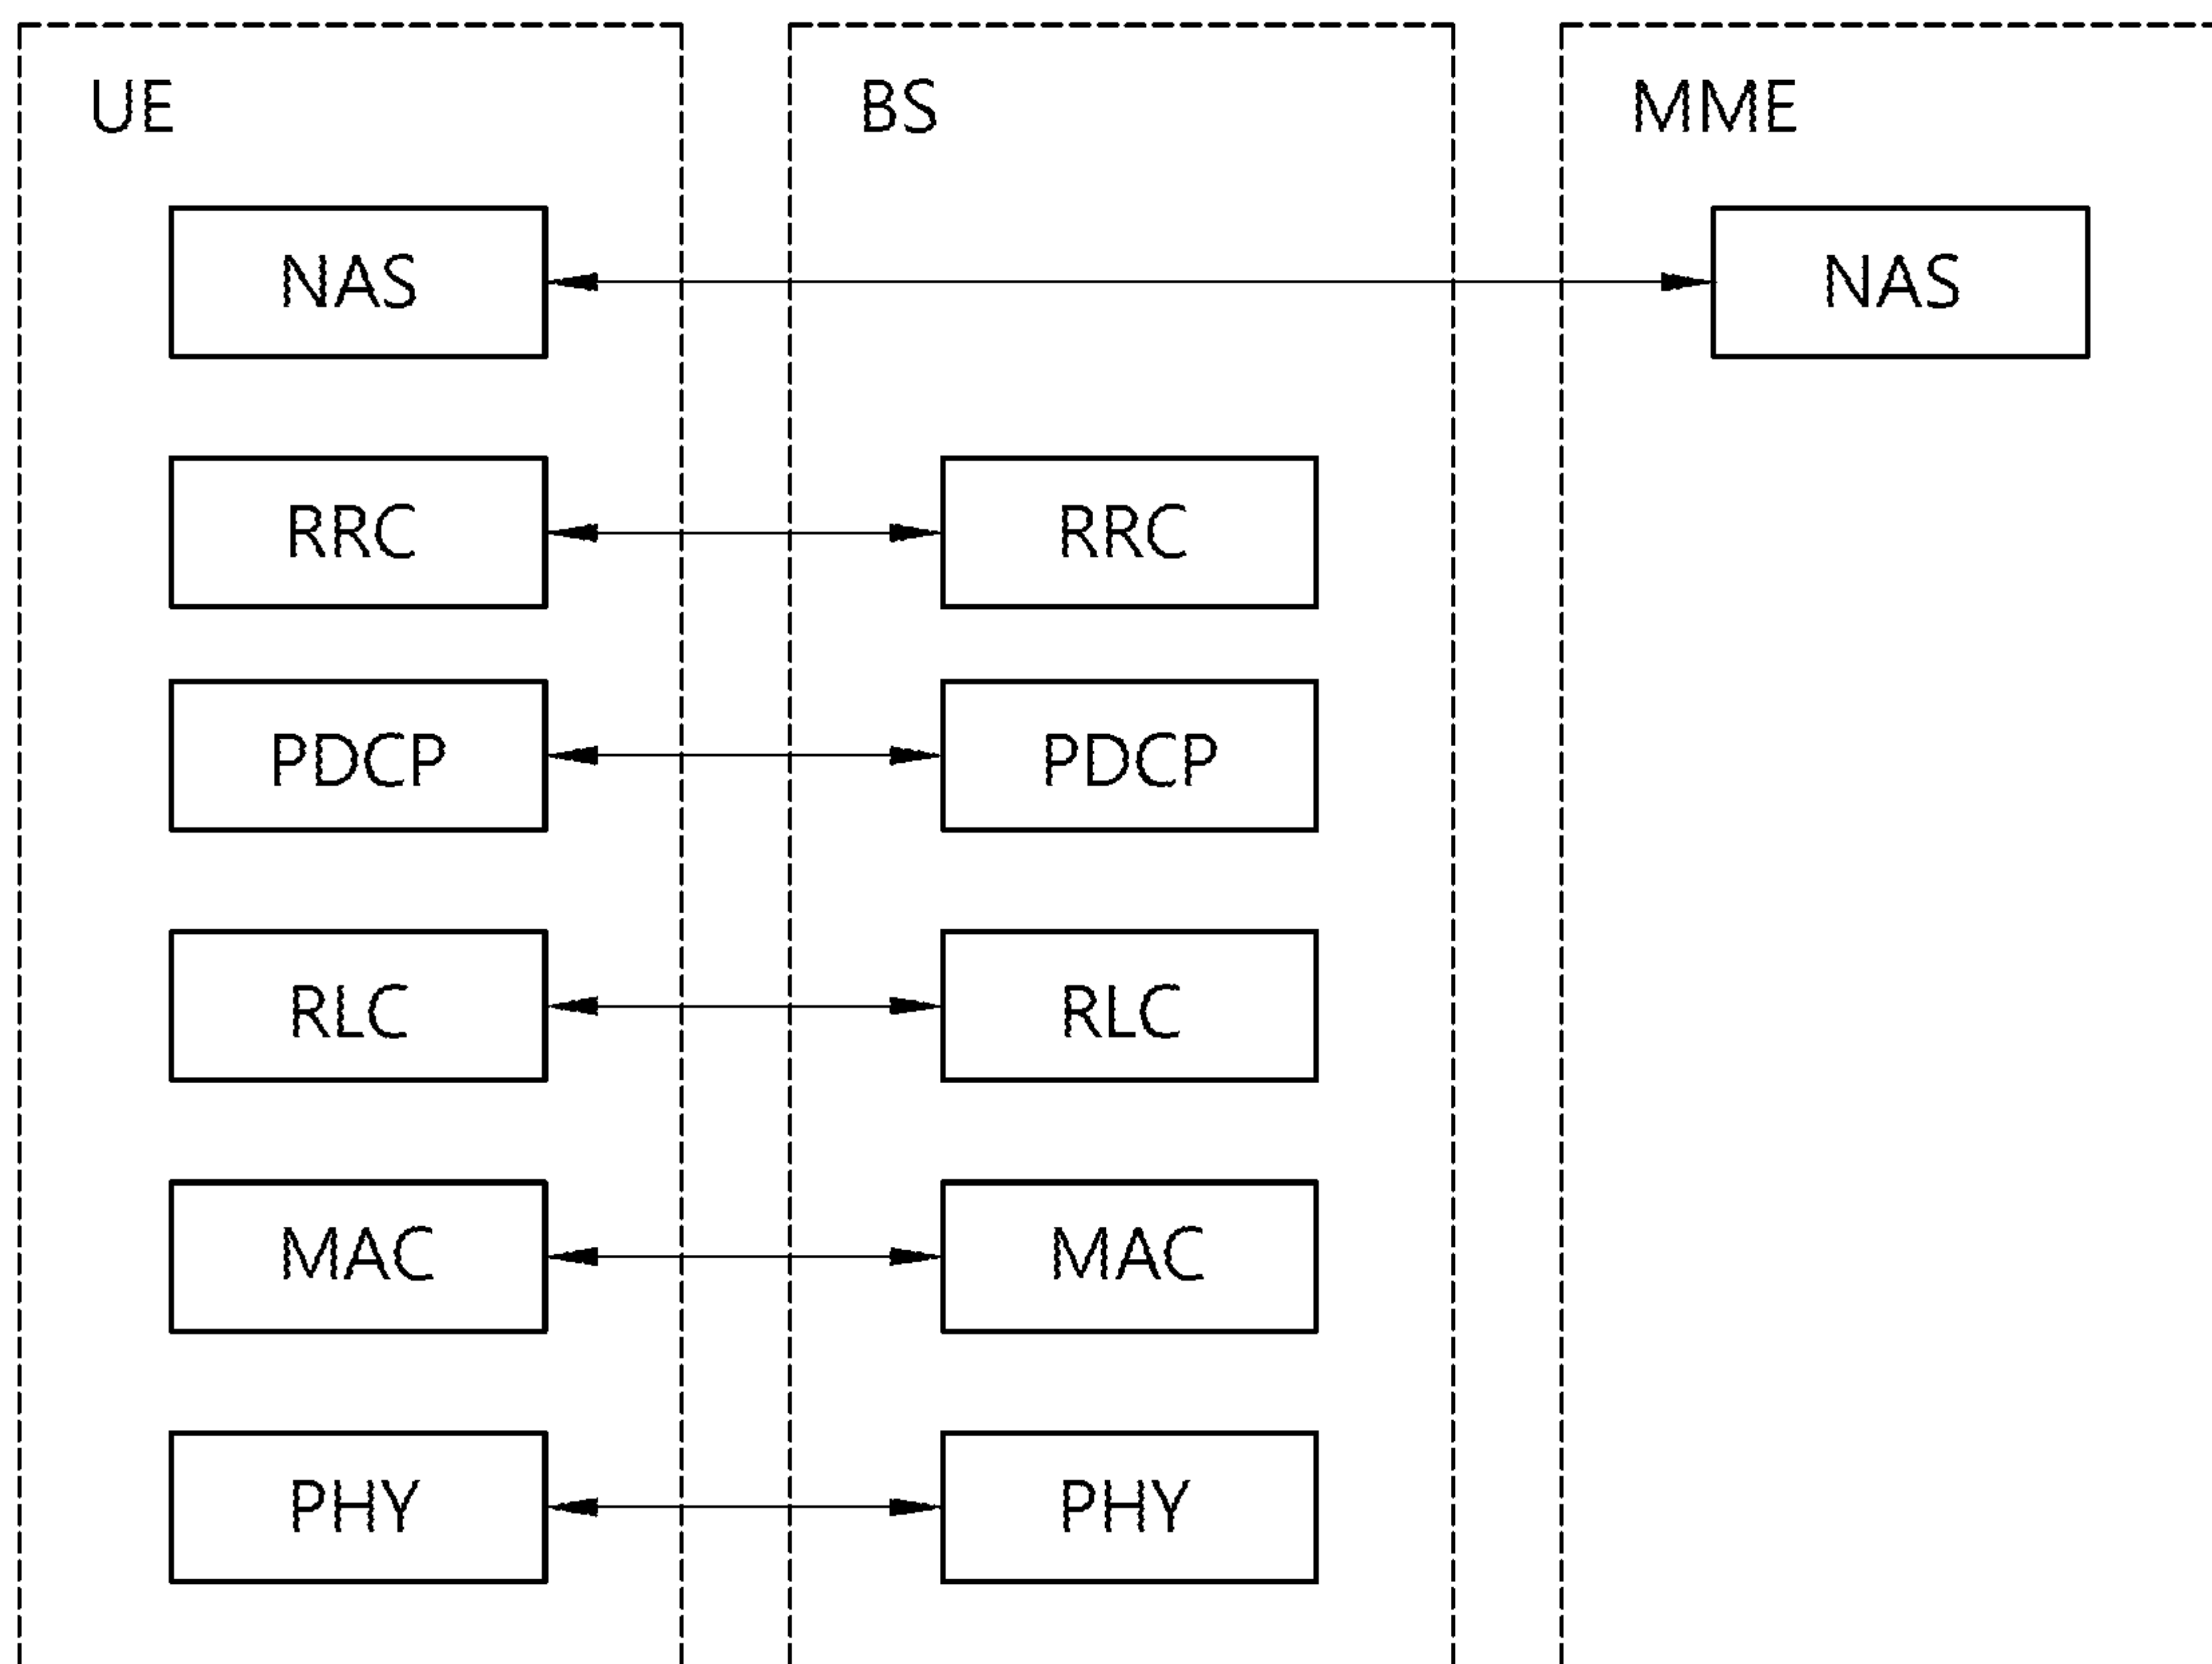 UE
BS
MME
NAS
NAS
RRC
RRC
PDCP
PDCP
RLC
RLC
MAC
MAC
PHY
PHY